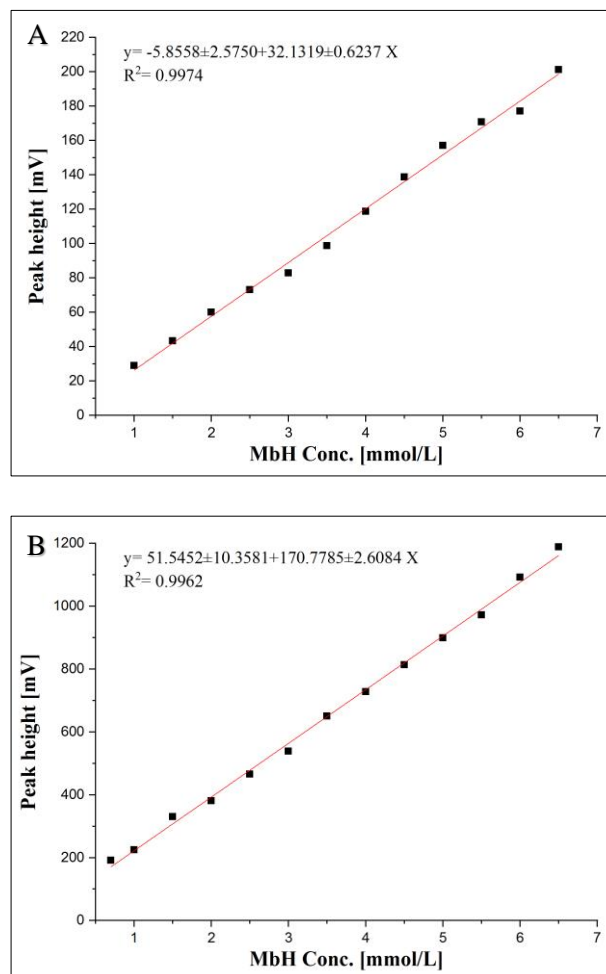 A
y= -5.8558±2.5750+32.1319±0.6237 X
R²= 0.9974
220
200
180
160
140
120
100
80
60
40
20
0
Peak height [mV]
1 2 3 4 5 6 7
MbH Conc. [mmol/L]
B
y= 51.5452±10.3581+170.7785±2.6084 X
R²= 0.9962
1200
1000
800
600
400
200
0
Peak height [mV]
1 2 3 4 5 6 7
MbH Conc. [mmol/L]